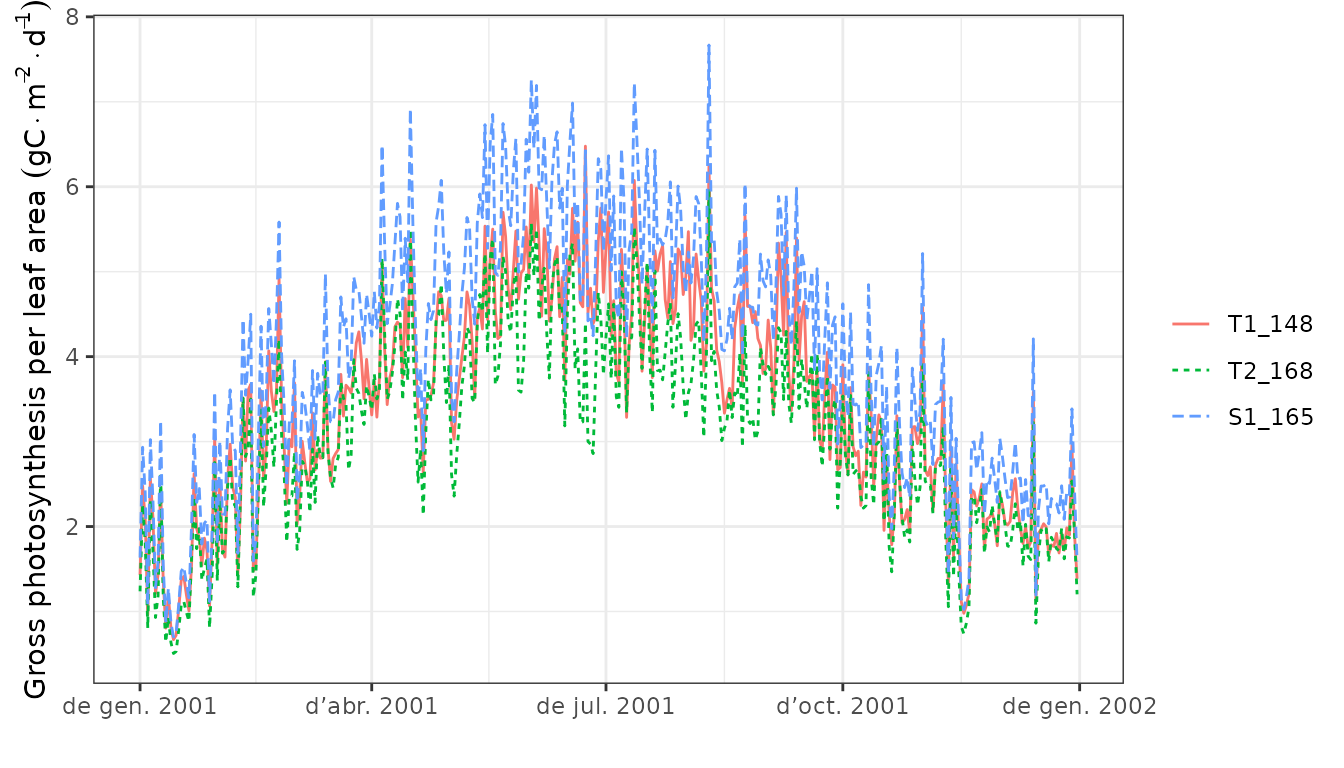 Gross photosynthesis per leaf area (gC · m⁻² · d⁻¹)
8
6
4
2
de gen. 2001
d’abr. 2001
de jul. 2001
d’oct. 2001
de gen. 2002
T1_148
T2_168
S1_165